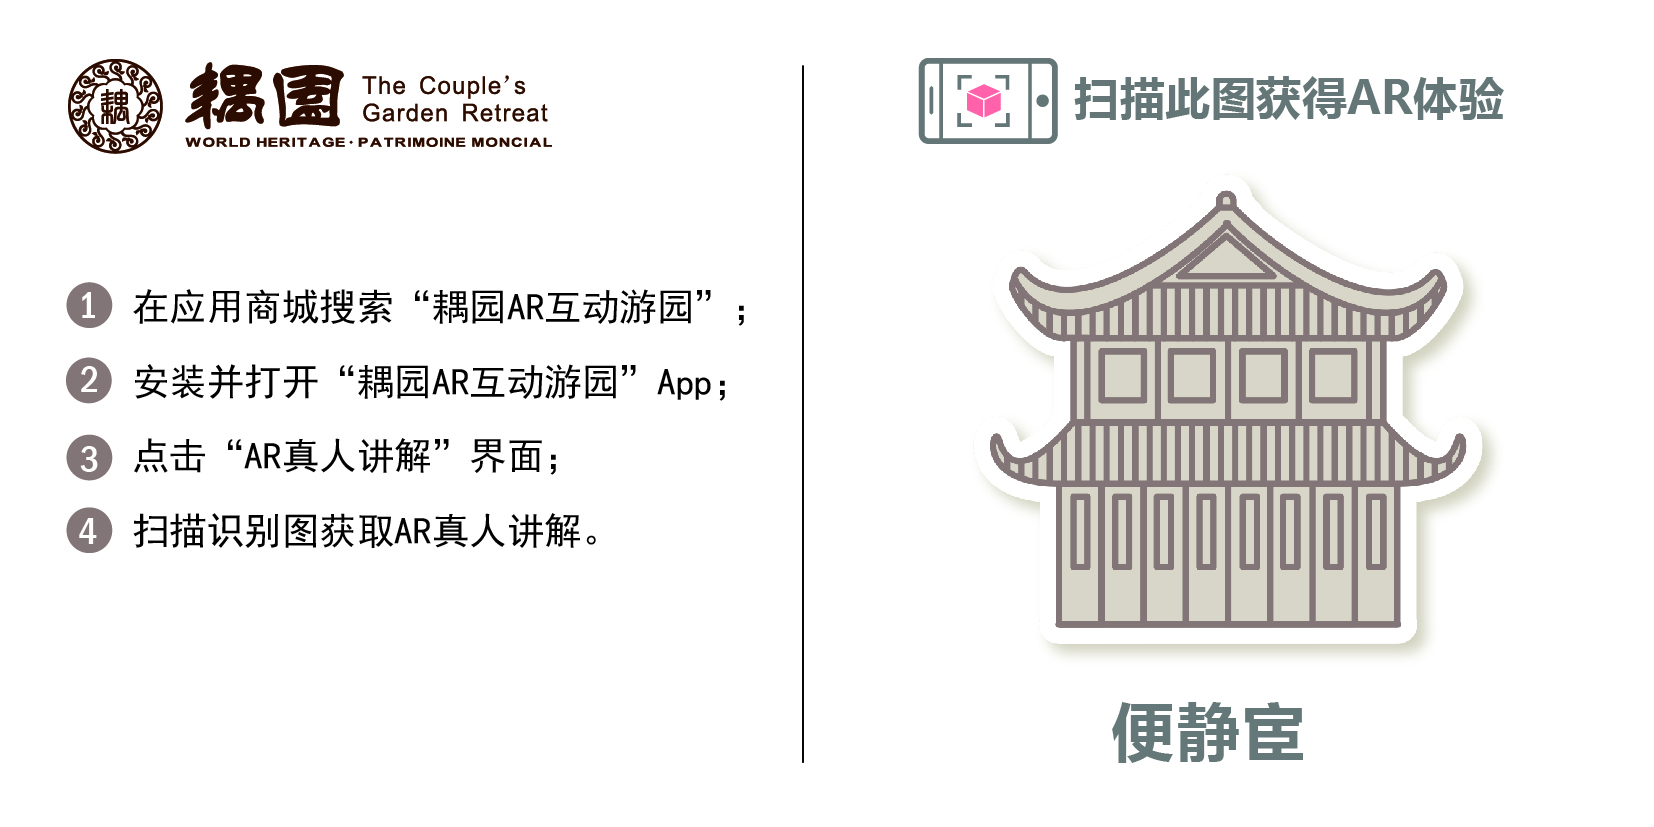 耦
耦園
The Couple's
Garden Retreat
WORLD HERITAGE·PATRIMOINE MONCIAL
1 在应用商城搜索“耦园AR互动游园”;
2 安装并打开“耦园AR互动游园”App;
3 点击“AR真人讲解”界面;
4 扫描识别图获取AR真人讲解。
扫描此图获得AR体验
便静宧